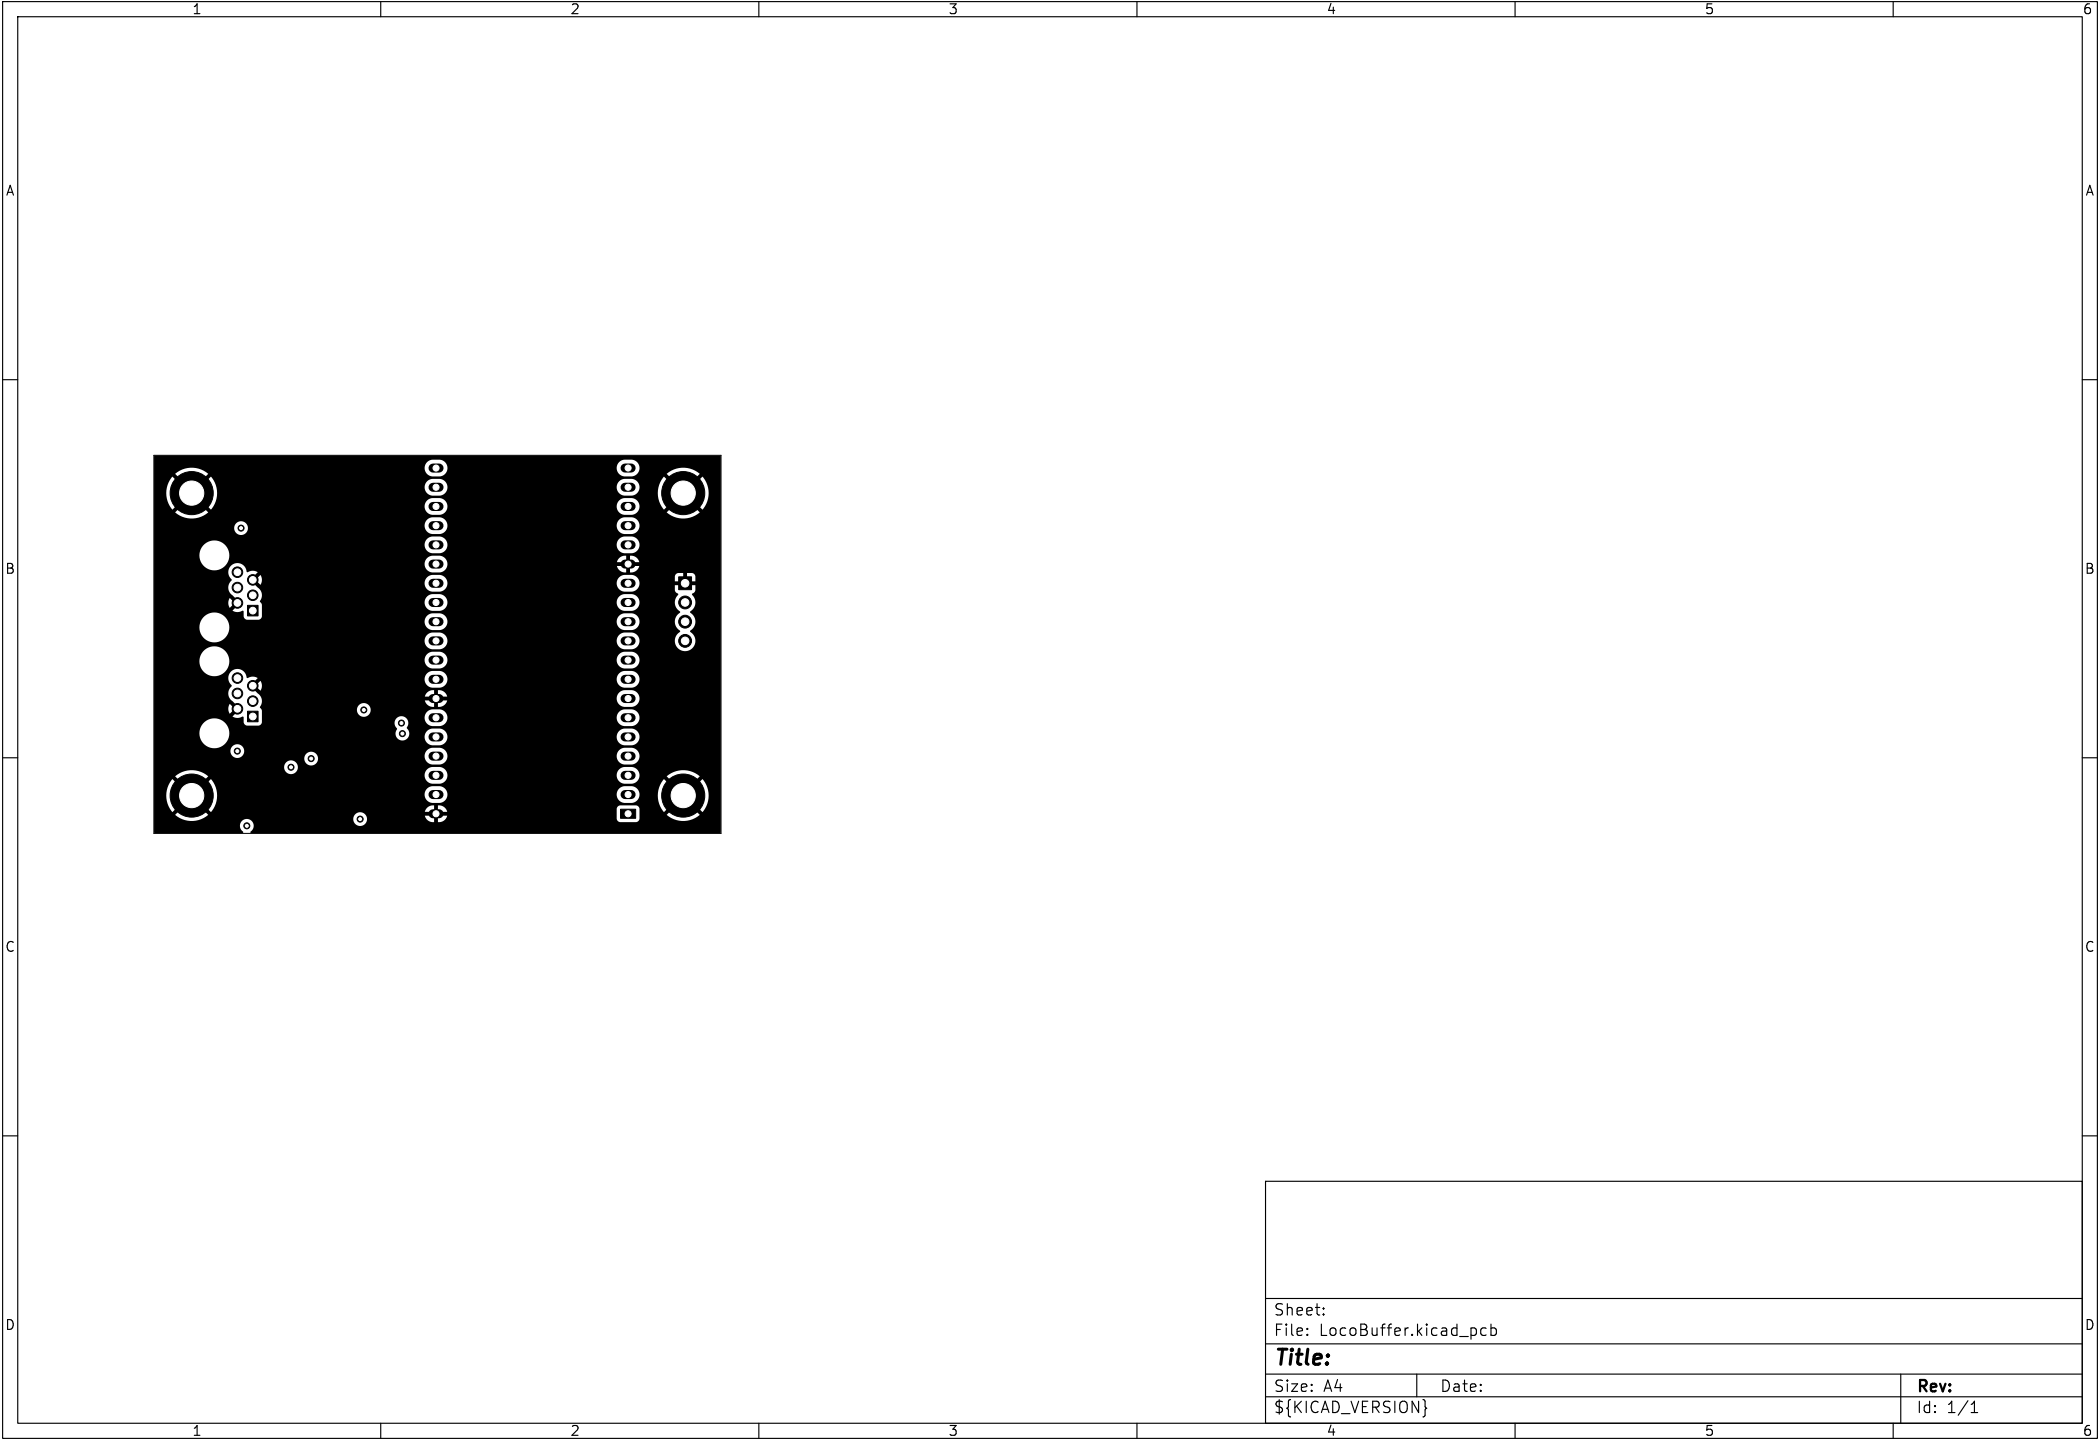 1 2 3 4 5 6
A A
B B
C C
D D
Sheet:
File: LocoBuffer.kicad_pcb
Title:
Size: A4 Date: Rev:
${KICAD_VERSION} Id: 1/1
1 2 3 4 5 6